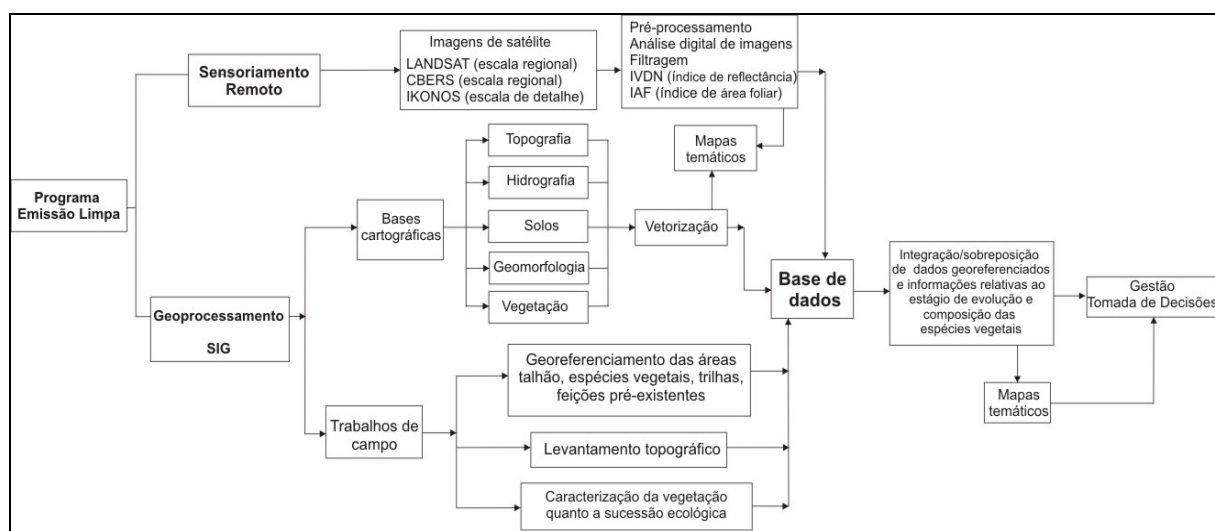 Programa
Emissão Limpa
Sensoriamento
Remoto
Imagens de satélite
LANDSAT (escala regional)
CBERS (escala regional)
IKONOS (escala de detalhe)
Pré-processamento
Análise digital de imagens
Filtragem
IVDN (índice de reflectância)
IAF (índice de área foliar)
Mapas
temáticos
Geoprocessamento
SIG
Bases
cartográficas
Topografia
Hidrografia
Solos
Geomorfologia
Vegetação
Vetorização
Trabalhos de
campo
Georeferenciamento das áreas
talhão, espécies vegetais, trilhas,
feições pré-existentes
Levantamento topográfico
Caracterização da vegetação
quanto a sucessão ecológica
Base de
dados
Integração/sobreposição
de dados georeferenciados
e informações relativas ao
estágio de evolução e
composição das
espécies vegetais
Mapas
temáticos
Gestão
Tomada de Decisões